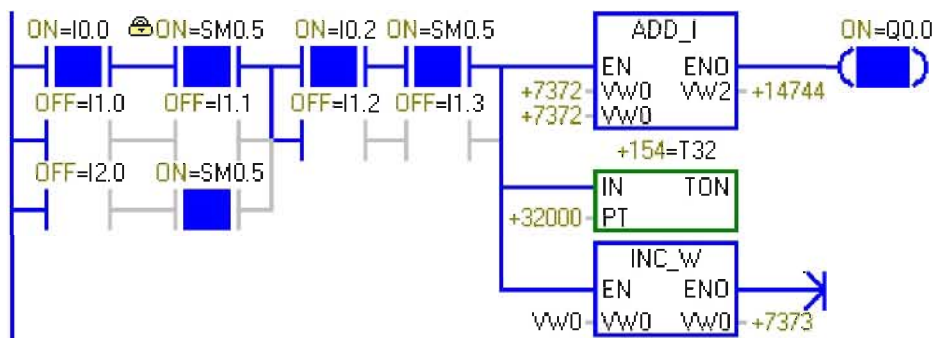 ON=I0.0 ON=SM0.5 ON=I0.2 ON=SM0.5 ADD_I ON=Q0.0
EN ENO
+7372 VW0 VW2 +14744
+7372 VW0
OFF=I1.0 OFF=I1.1 OFF=I1.2 OFF=I1.3
+154=T32
OFF=I2.0 ON=SM0.5 IN TON
+32000 PT
INC_W
EN ENO
VW0 VW0 VW0 +7373